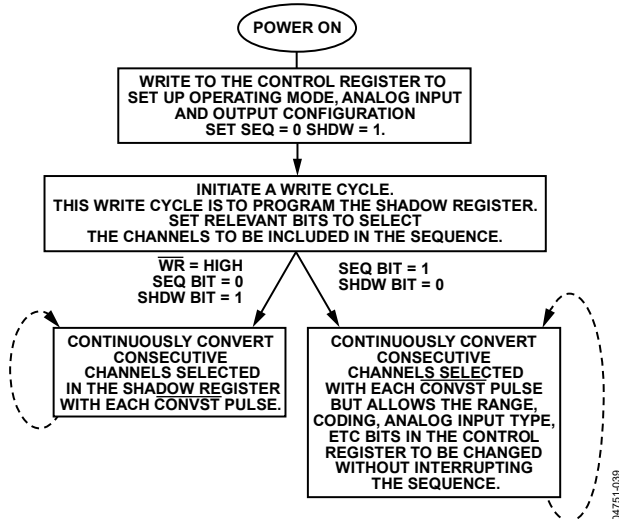 POWER ON
WRITE TO THE CONTROL REGISTER TO
SET UP OPERATING MODE, ANALOG INPUT
AND OUTPUT CONFIGURATION
SET SEQ = 0 SHDW = 1.
INITIATE A WRITE CYCLE.
THIS WRITE CYCLE IS TO PROGRAM THE SHADOW REGISTER.
SET RELEVANT BITS TO SELECT
THE CHANNELS TO BE INCLUDED IN THE SEQUENCE.
W̅R̅ = HIGH
SEQ BIT = 0
SHDW BIT = 1
SEQ BIT = 1
SHDW BIT = 0
CONTINUOUSLY CONVERT
CONSECUTIVE
CHANNELS SELECTED
IN THE SHADOW REGISTER
WITH EACH C̅O̅N̅V̅S̅T̅ PULSE.
CONTINUOUSLY CONVERT
CONSECUTIVE
CHANNELS SELECTED
WITH EACH C̅O̅N̅V̅S̅T̅ PULSE
BUT ALLOWS THE RANGE,
CODING, ANALOG INPUT TYPE,
ETC BITS IN THE CONTROL
REGISTER TO BE CHANGED
WITHOUT INTERRUPTING
THE SEQUENCE.
04751-039